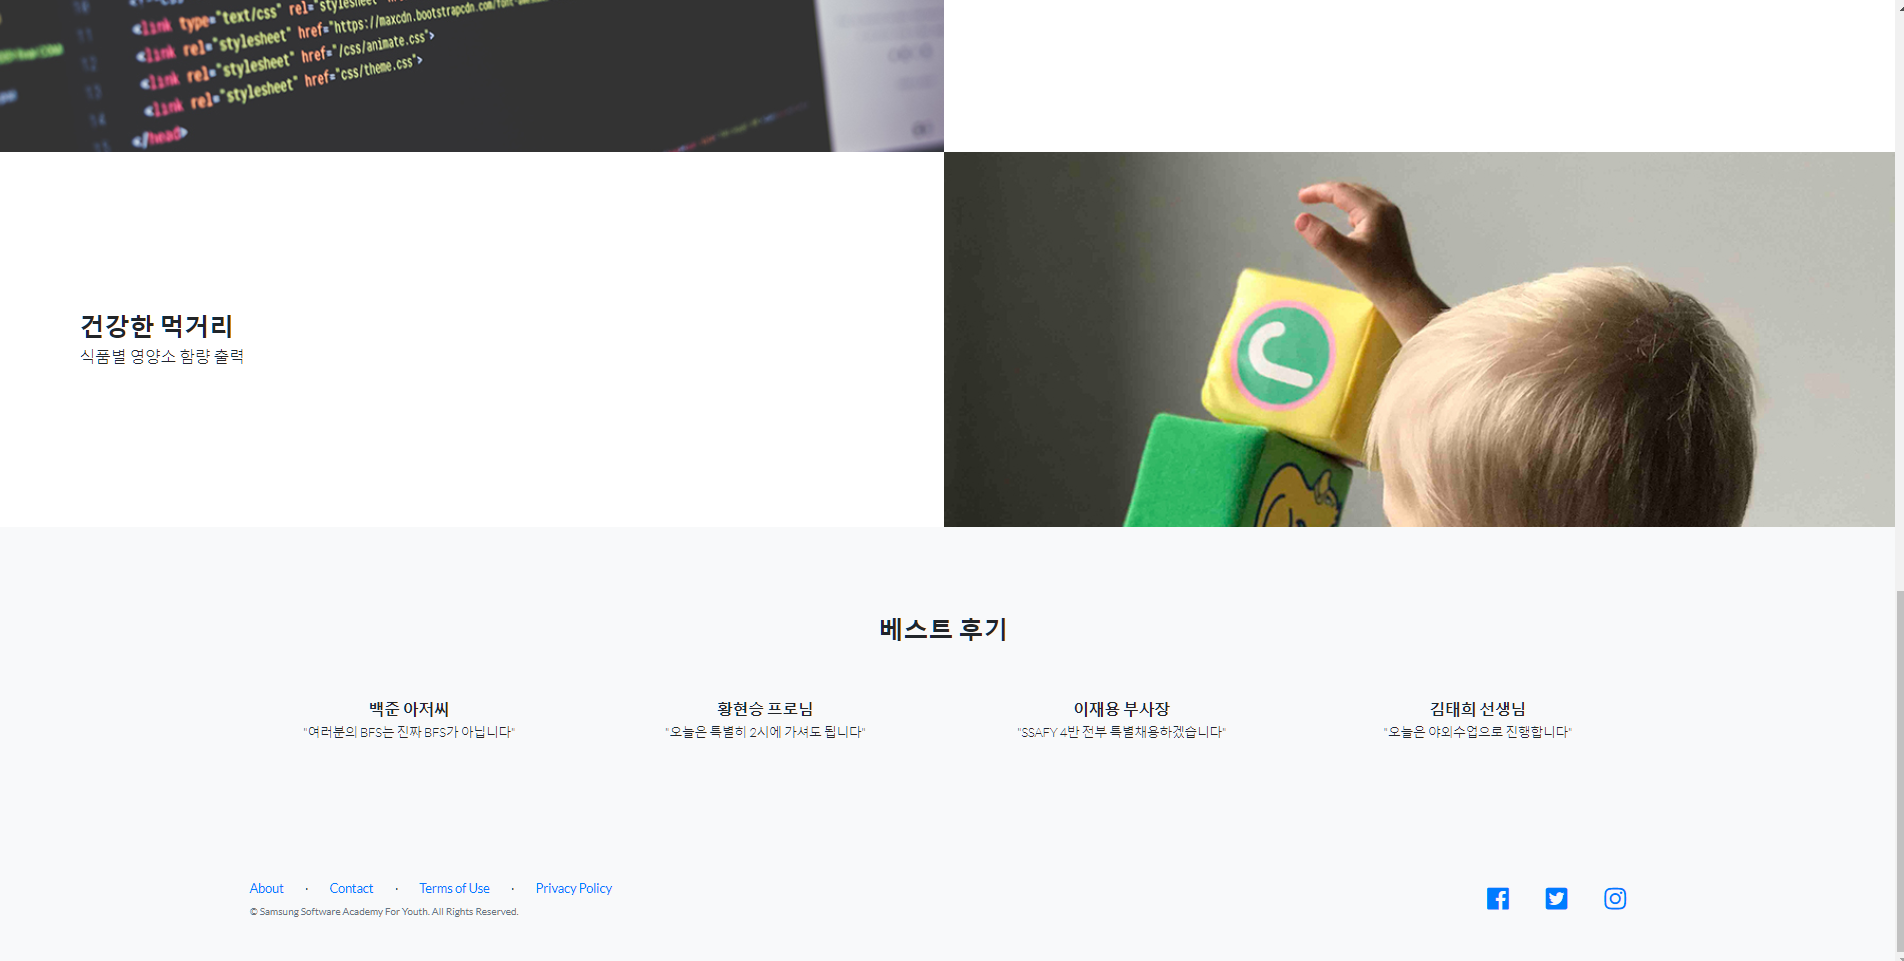 <link type="text/css" rel="stylesheet"
<link rel="stylesheet" href="https://maxcdn.bootstrapcdn.com/font-
<link rel="stylesheet" href="/css/animate.css">
<link rel="stylesheet" href="css/theme.css">
</head>
10
11
12
13
14
15
건강한 먹거리
식품별 영양소 함량 출력
베스트 후기
백준 아저씨
"여러분의 BFS는 진짜 BFS가 아닙니다"
황현승 프로님
"오늘은 특별히 2시에 가셔도 됩니다"
이재용 부사장
"SSAFY 4반 전부 특별채용하겠습니다"
김태희 선생님
"오늘은 야외수업으로 진행합니다"
About · Contact · Terms of Use · Privacy Policy
© Samsung Software Academy For Youth. All Rights Reserved.